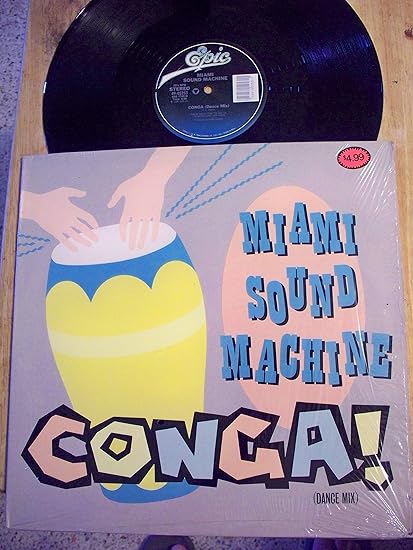 Epic
MIAMI
SOUND MACHINE
STEREO
CONGA (Dance Mix)
$4.99
MIAMI
SOUND
MACHINE
CONGA!
(DANCE MIX)